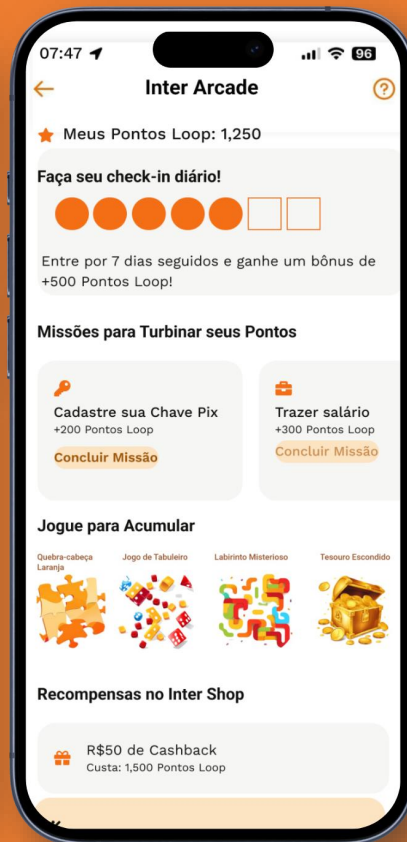 07:47
96
Inter Arcade
?
Meus Pontos Loop: 1,250
Faça seu check-in diário!
Entre por 7 dias seguidos e ganhe um bônus de
+500 Pontos Loop!
Missões para Turbinar seus Pontos
Cadastre sua Chave Pix
+200 Pontos Loop
Concluir Missão
Trazer salário
+300 Pontos Loop
Concluir Missão
Jogue para Acumular
Quebra-cabeça
Laranja
Jogo de Tabuleiro
Labirinto Misterioso
Tesouro Escondido
Recompensas no Inter Shop
R$50 de Cashback
Custa: 1,500 Pontos Loop